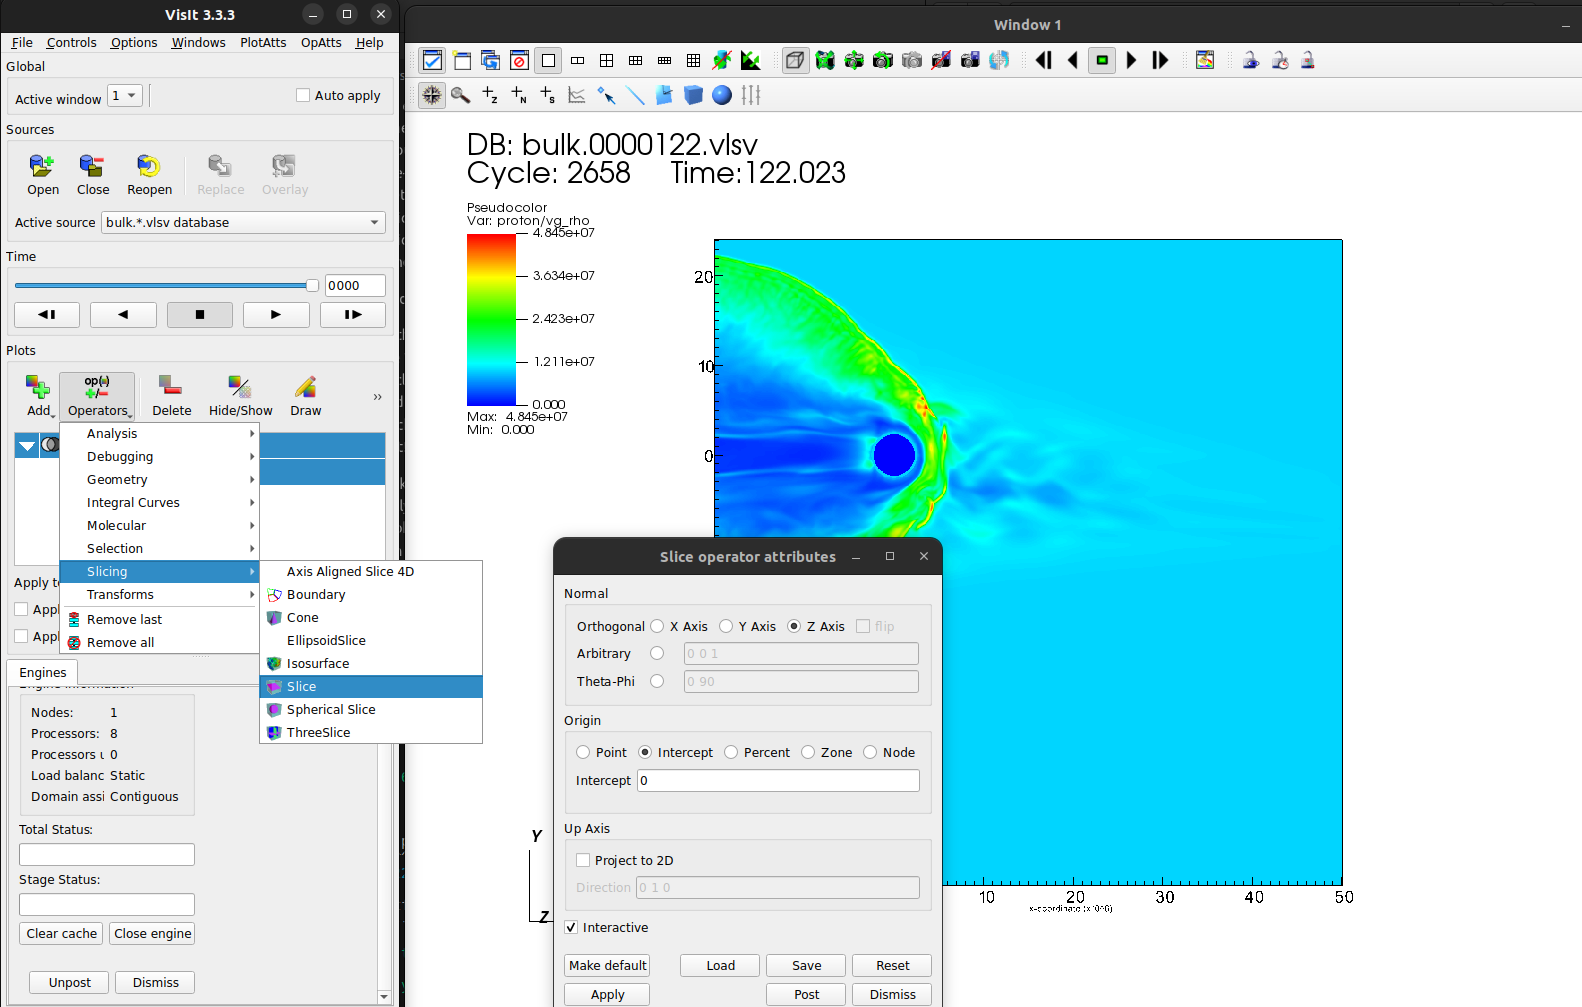 VisIt 3.3.3
File Controls Options Windows PlotAtts OpAtts Help
Global
Active window 1
Auto apply
Sources
Open Close Reopen Replace Overlay
Active source bulk.*.vlsv database
Time
0000
Plots
Add Operators Delete Hide/Show Draw
op(÷)
Analysis
Debugging
Geometry
Integral Curves
Molecular
Selection
Slicing
Transforms
Remove last
Remove all
Axis Aligned Slice 4D
Boundary
Cone
EllipsoidSlice
Isosurface
Slice
Spherical Slice
ThreeSlice
Apply to
Appl
Appl
Engines
Engine information
Nodes: 1
Processors: 8
Processors u 0
Load balanc Static
Domain assi Contiguous
Total Status:
Stage Status:
Clear cache Close engine
Unpost Dismiss
Window 1
DB: bulk.0000122.vlsv
Cycle: 2658 Time:122.023
Pseudocolor
Var: proton/vg_rho
4.845e+07
3.634e+07
2.423e+07
1.211e+07
0.000
Max: 4.845e+07
Min: 0.000
20
10
0
10 20 30 40 50
x-coordinate (x10^6)
Y
Z
Slice operator attributes
Normal
Orthogonal X Axis Y Axis Z Axis flip
Arbitrary 0 0 1
Theta-Phi 0 90
Origin
Point Intercept Percent Zone Node
Intercept 0
Up Axis
Project to 2D
Direction 0 1 0
Interactive
Make default Load Save Reset
Apply Post Dismiss